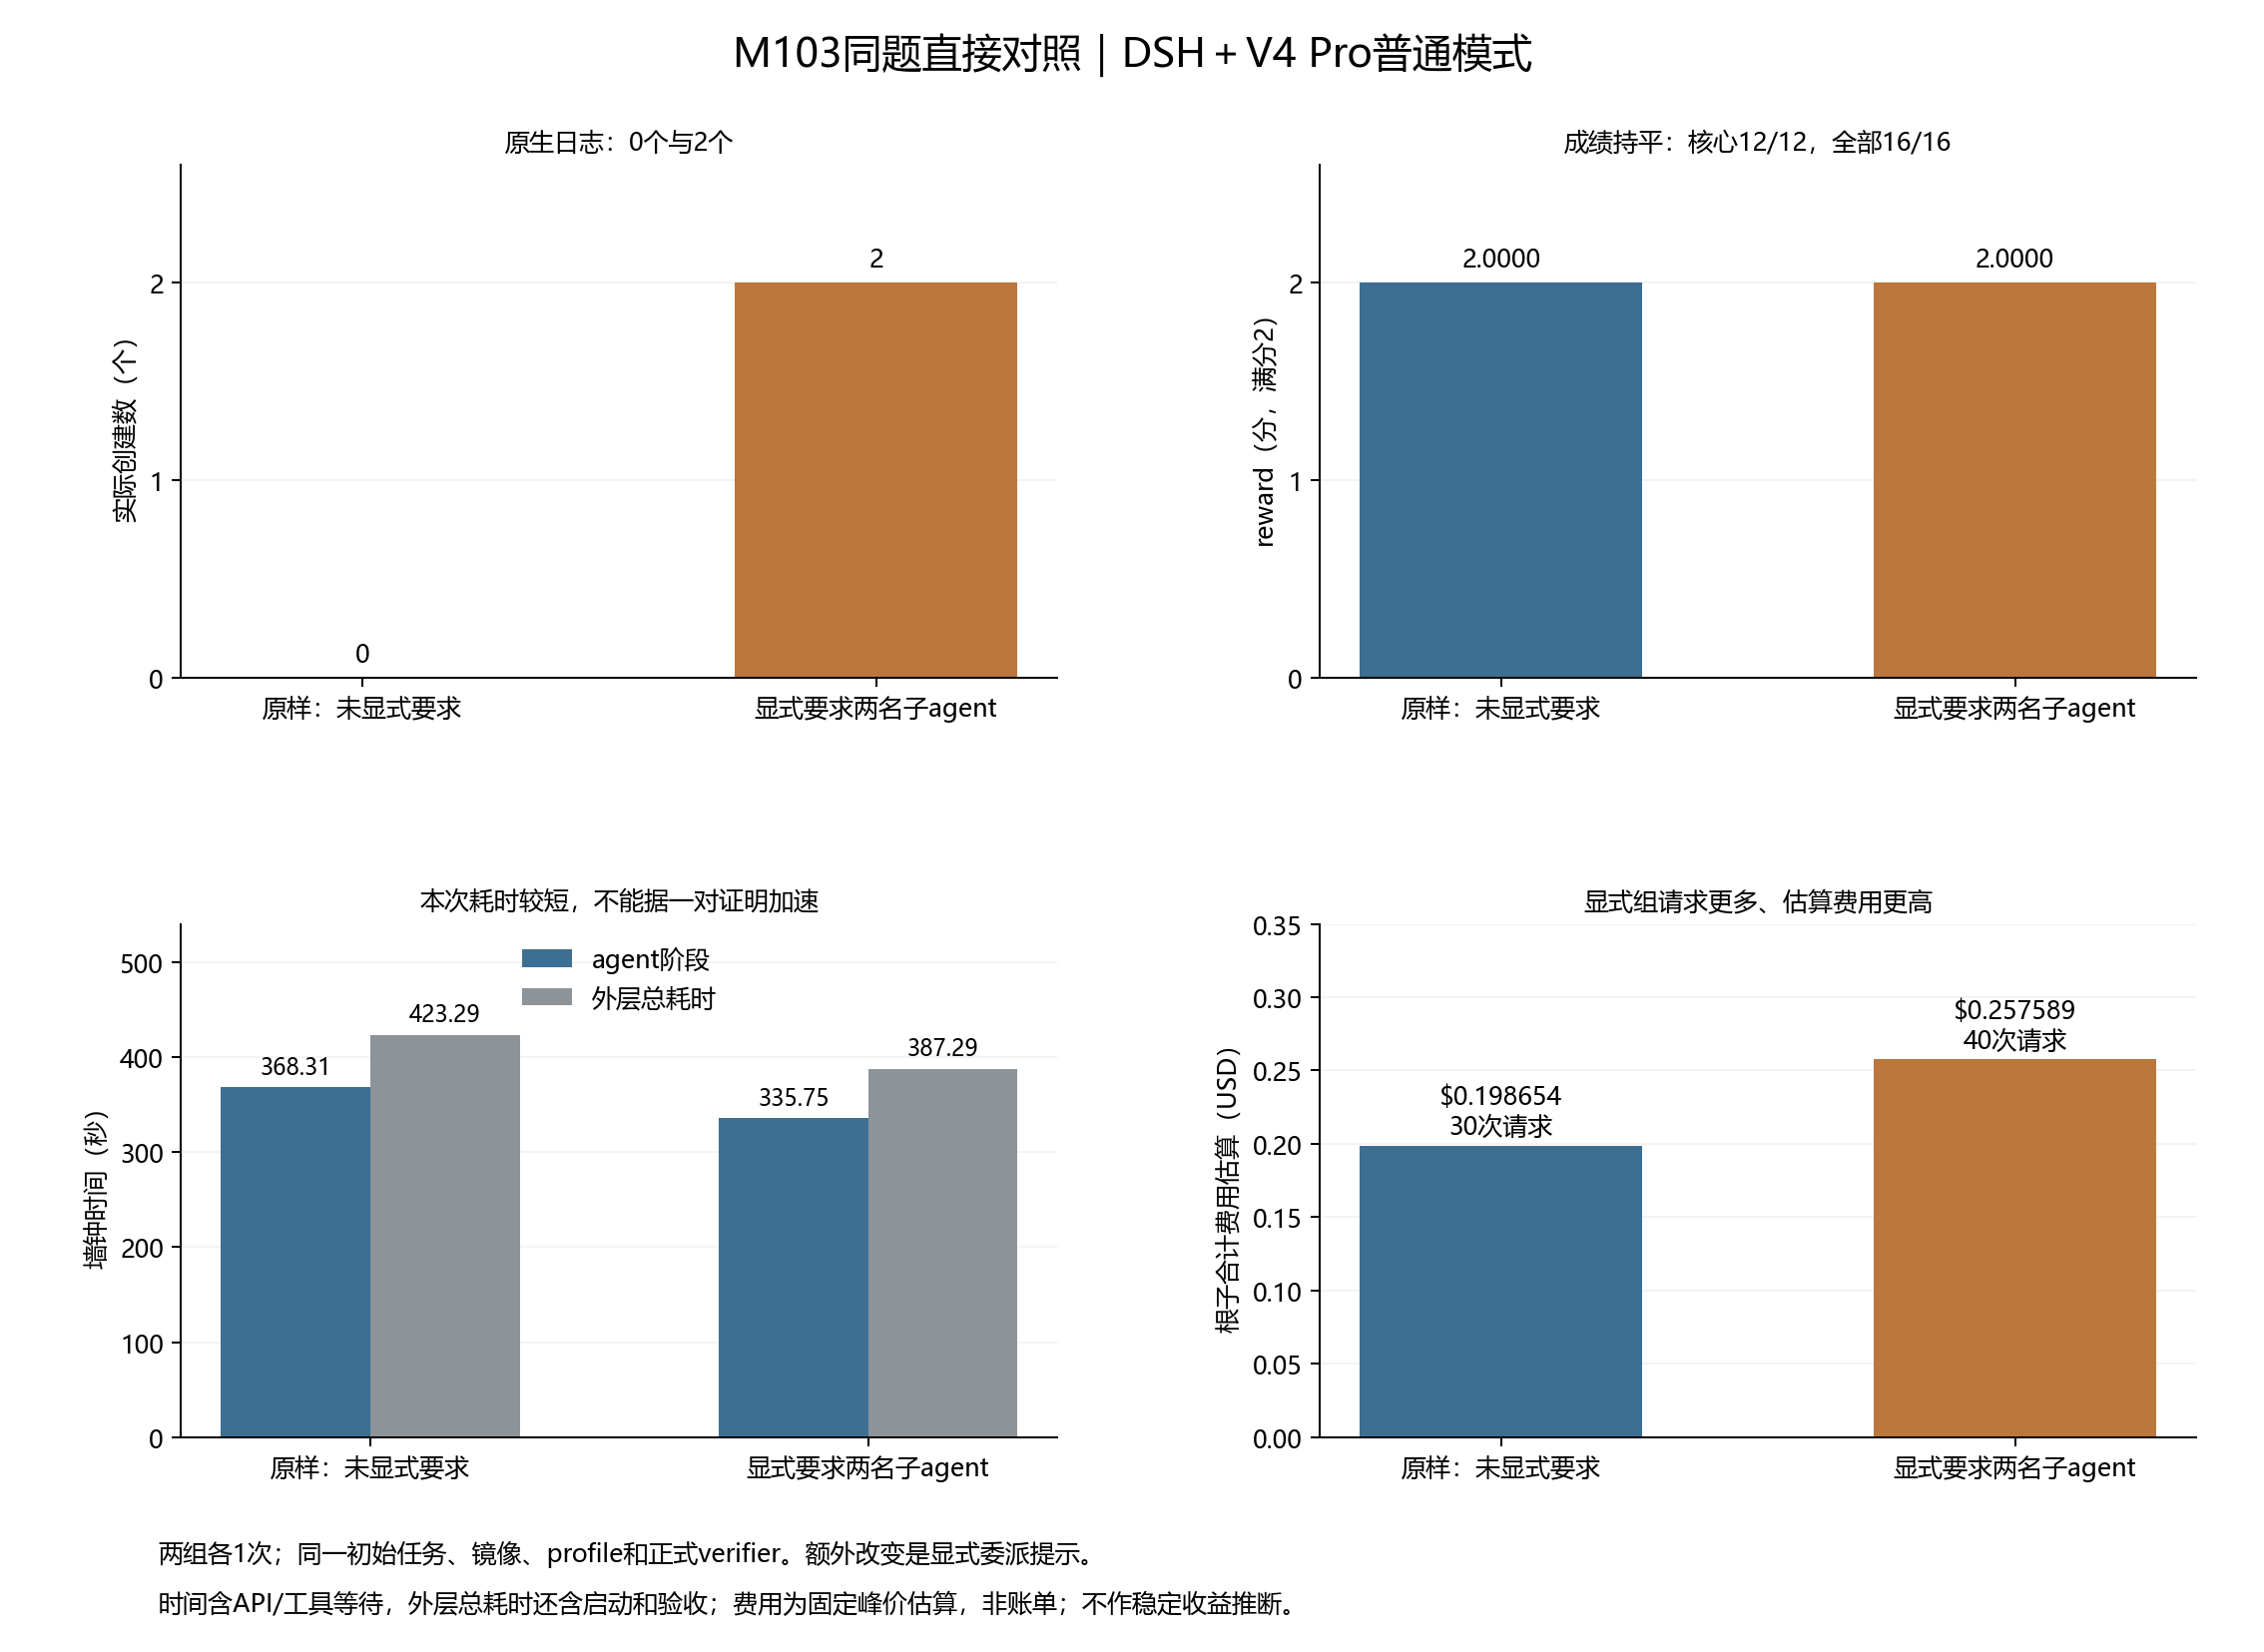 M103同题直接对照｜DSH＋V4 Pro普通模式
原生日志：0个与2个
实际创建数（个）
2
1
0
0
2
原样：未显式要求
显式要求两名子agent
成绩持平：核心12/12，全部16/16
reward（分，满分2）
2
1
0
2.0000
2.0000
原样：未显式要求
显式要求两名子agent
本次耗时较短，不能据一对证明加速
墙钟时间（秒）
500
400
300
200
100
0
agent阶段
外层总耗时
368.31
423.29
335.75
387.29
原样：未显式要求
显式要求两名子agent
显式组请求更多、估算费用更高
根子合计费用估算（USD）
0.35
0.30
0.25
0.20
0.15
0.10
0.05
0.00
$0.198654
30次请求
$0.257589
40次请求
原样：未显式要求
显式要求两名子agent
两组各1次；同一初始任务、镜像、profile和正式verifier。额外改变是显式委派提示。
时间含API/工具等待，外层总耗时还含启动和验收；费用为固定峰价估算，非账单；不作稳定收益推断。